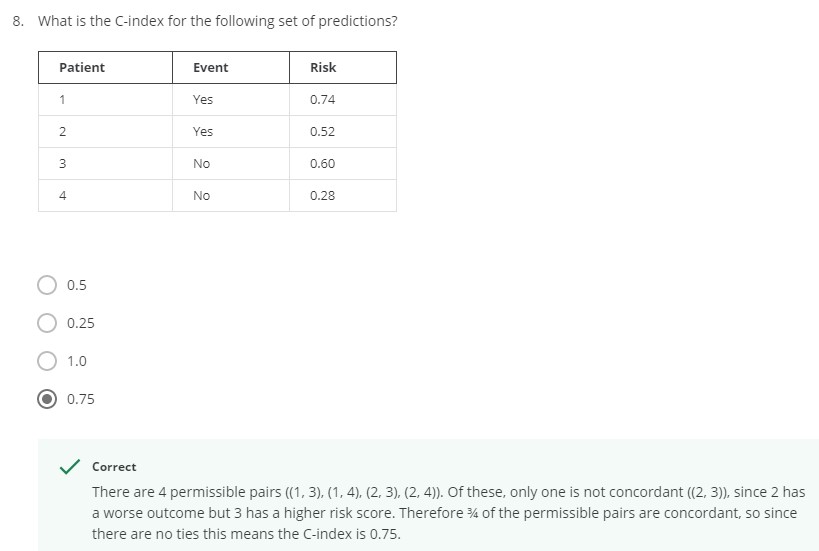 8. What is the C-index for the following set of predictions?
Patient Event Risk
1 Yes 0.74
2 Yes 0.52
3 No 0.60
4 No 0.28
0.5
0.25
1.0
0.75
Correct
There are 4 permissible pairs ((1, 3), (1, 4), (2, 3), (2, 4)). Of these, only one is not concordant ((2, 3)), since 2 has
a worse outcome but 3 has a higher risk score. Therefore ¾ of the permissible pairs are concordant, so since
there are no ties this means the C-index is 0.75.